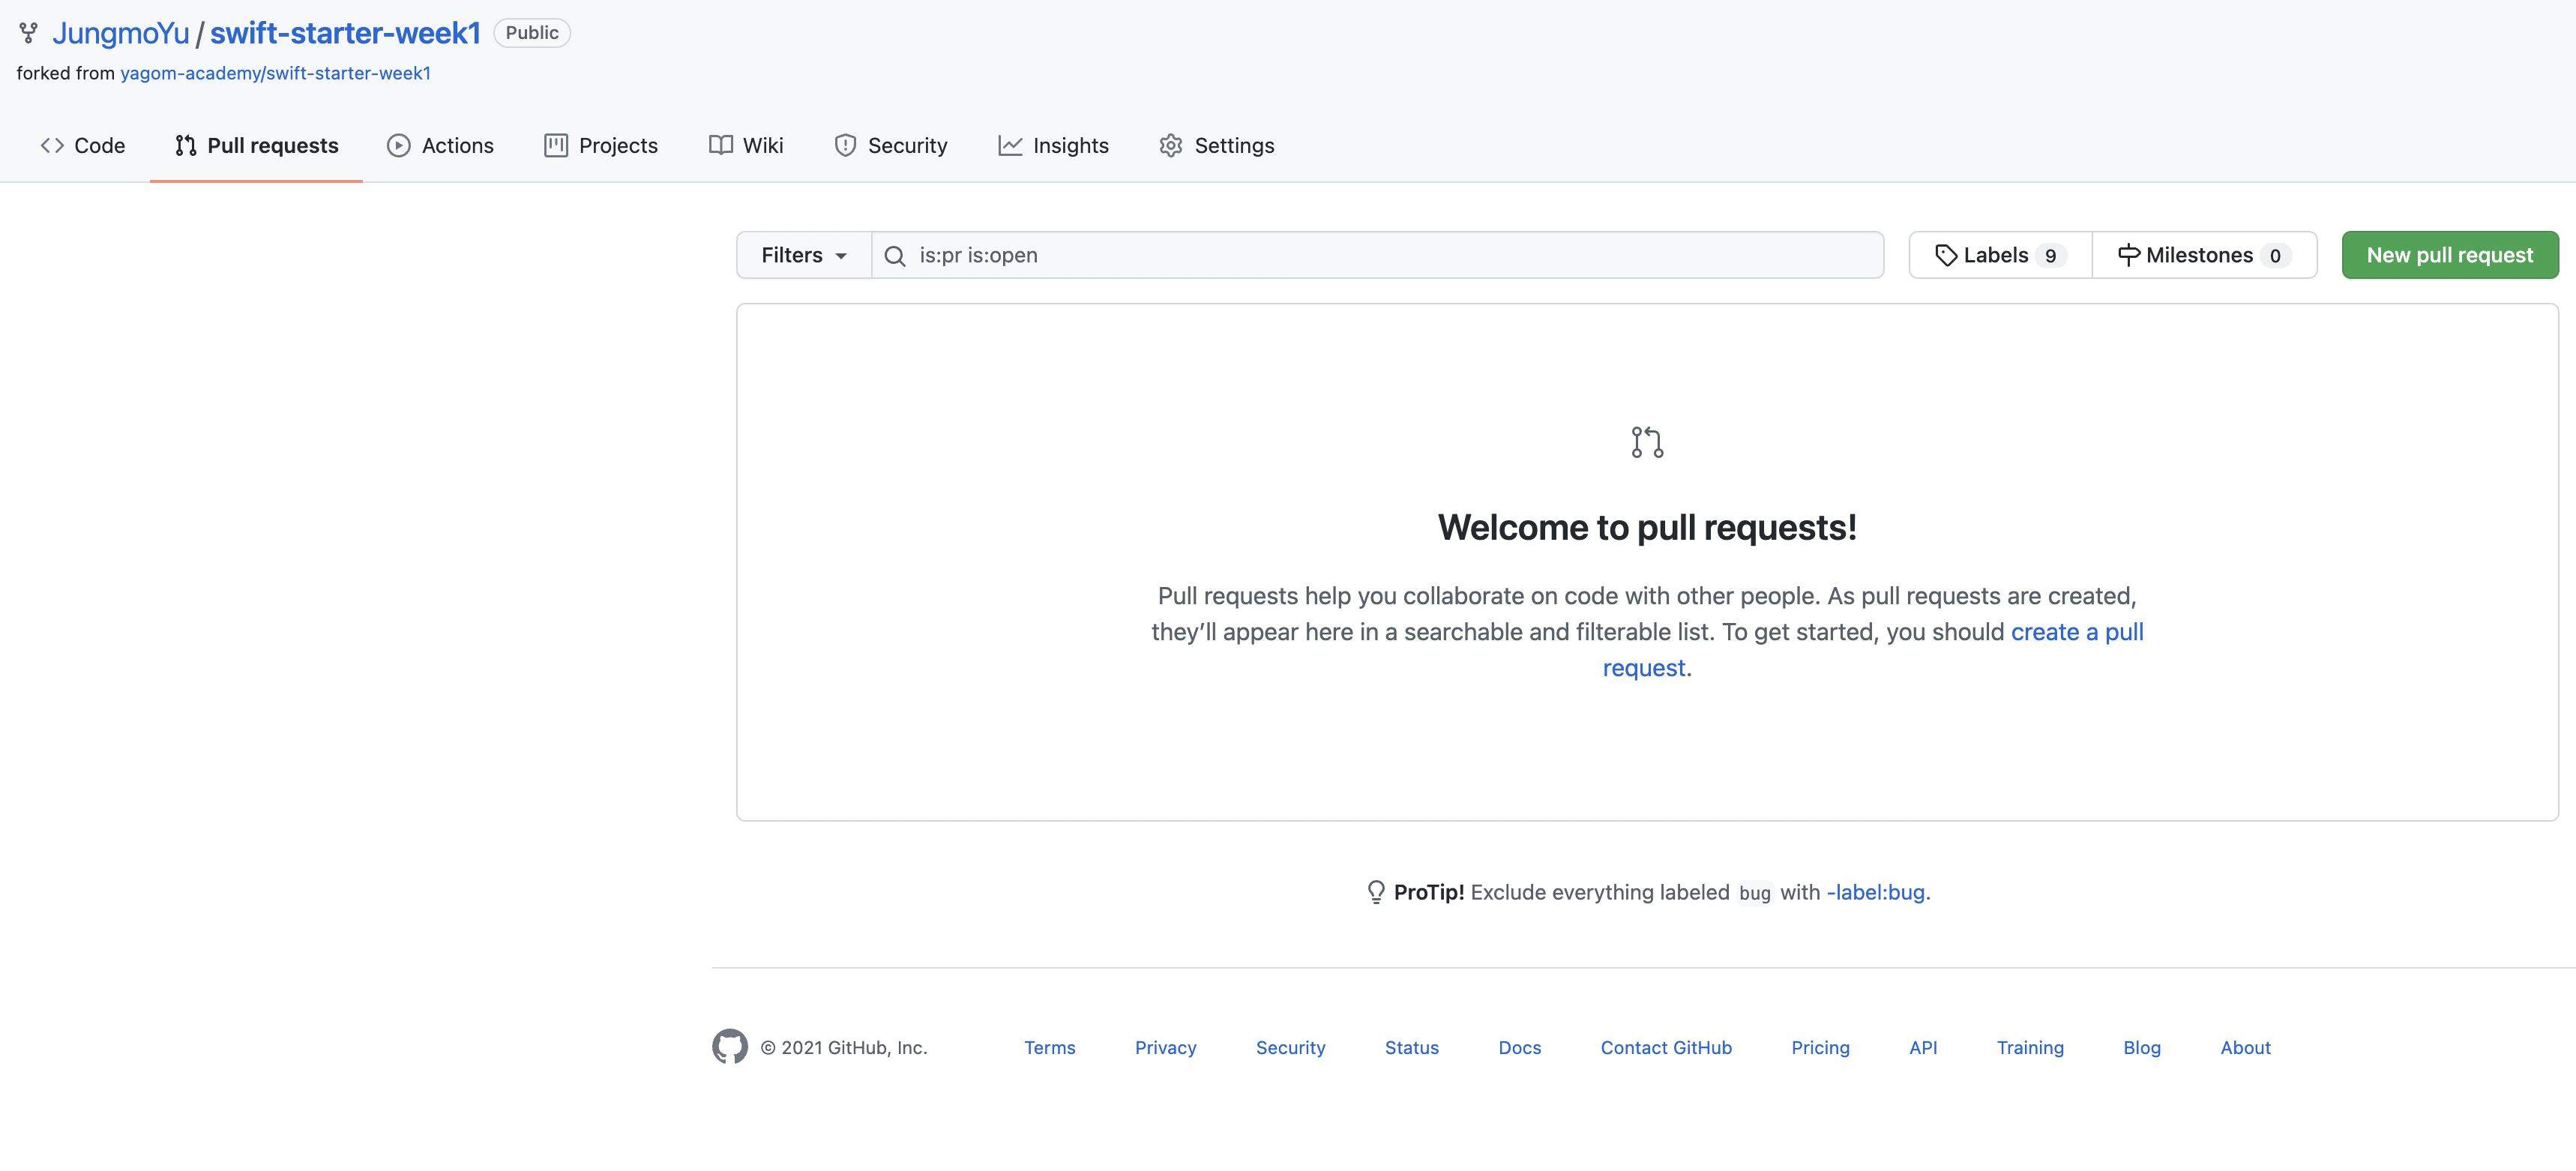 JungmoYu / swift-starter-week1 Public
forked from yagom-academy/swift-starter-week1
Code Pull requests Actions Projects Wiki Security Insights Settings
Filters is:pr is:open Labels 9 Milestones 0 New pull request
Welcome to pull requests!
Pull requests help you collaborate on code with other people. As pull requests are created,
they’ll appear here in a searchable and filterable list. To get started, you should create a pull
request.
ProTip! Exclude everything labeled bug with -label:bug.
© 2021 GitHub, Inc. Terms Privacy Security Status Docs Contact GitHub Pricing API Training Blog About